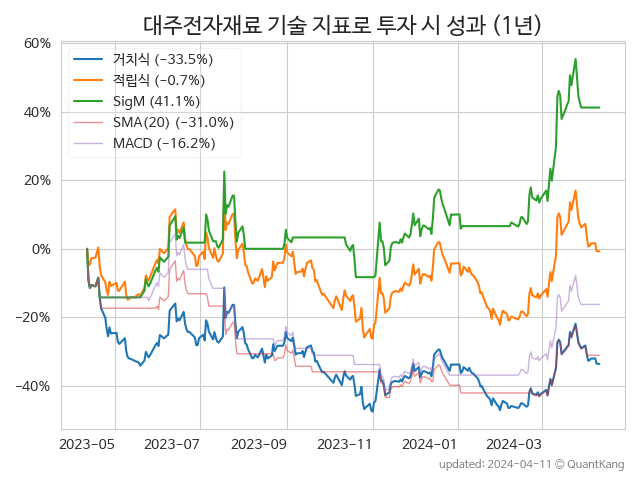 대주전자재료 기술 지표로 투자 시 성과 (1년)
60%
40%
20%
0%
−20%
−40%
거치식 (−33.5%)
적립식 (−0.7%)
SigM (41.1%)
SMA(20) (−31.0%)
MACD (−16.2%)
2023-05 2023-07 2023-09 2023-11 2024-01 2024-03
updated: 2024-04-11 © QuantKang